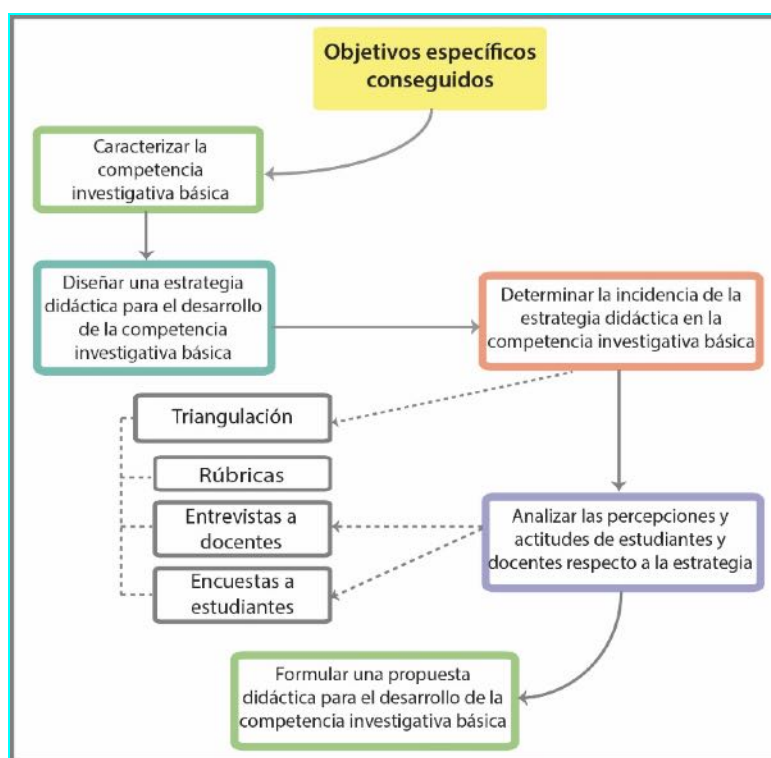 Objetivos específicos
conseguidos
Caracterizar la
competencia
investigativa básica
Diseñar una estrategia
didáctica para el desarrollo
de la competencia
investigativa básica
Determinar la incidencia de la
estrategia didáctica en la
competencia investigativa básica
Triangulación
Rúbricas
Entrevistas a
docentes
Encuestas a
estudiantes
Analizar las percepciones y
actitudes de estudiantes y
docentes respecto a la estrategia
Formular una propuesta
didáctica para el desarrollo de la
competencia investigativa básica